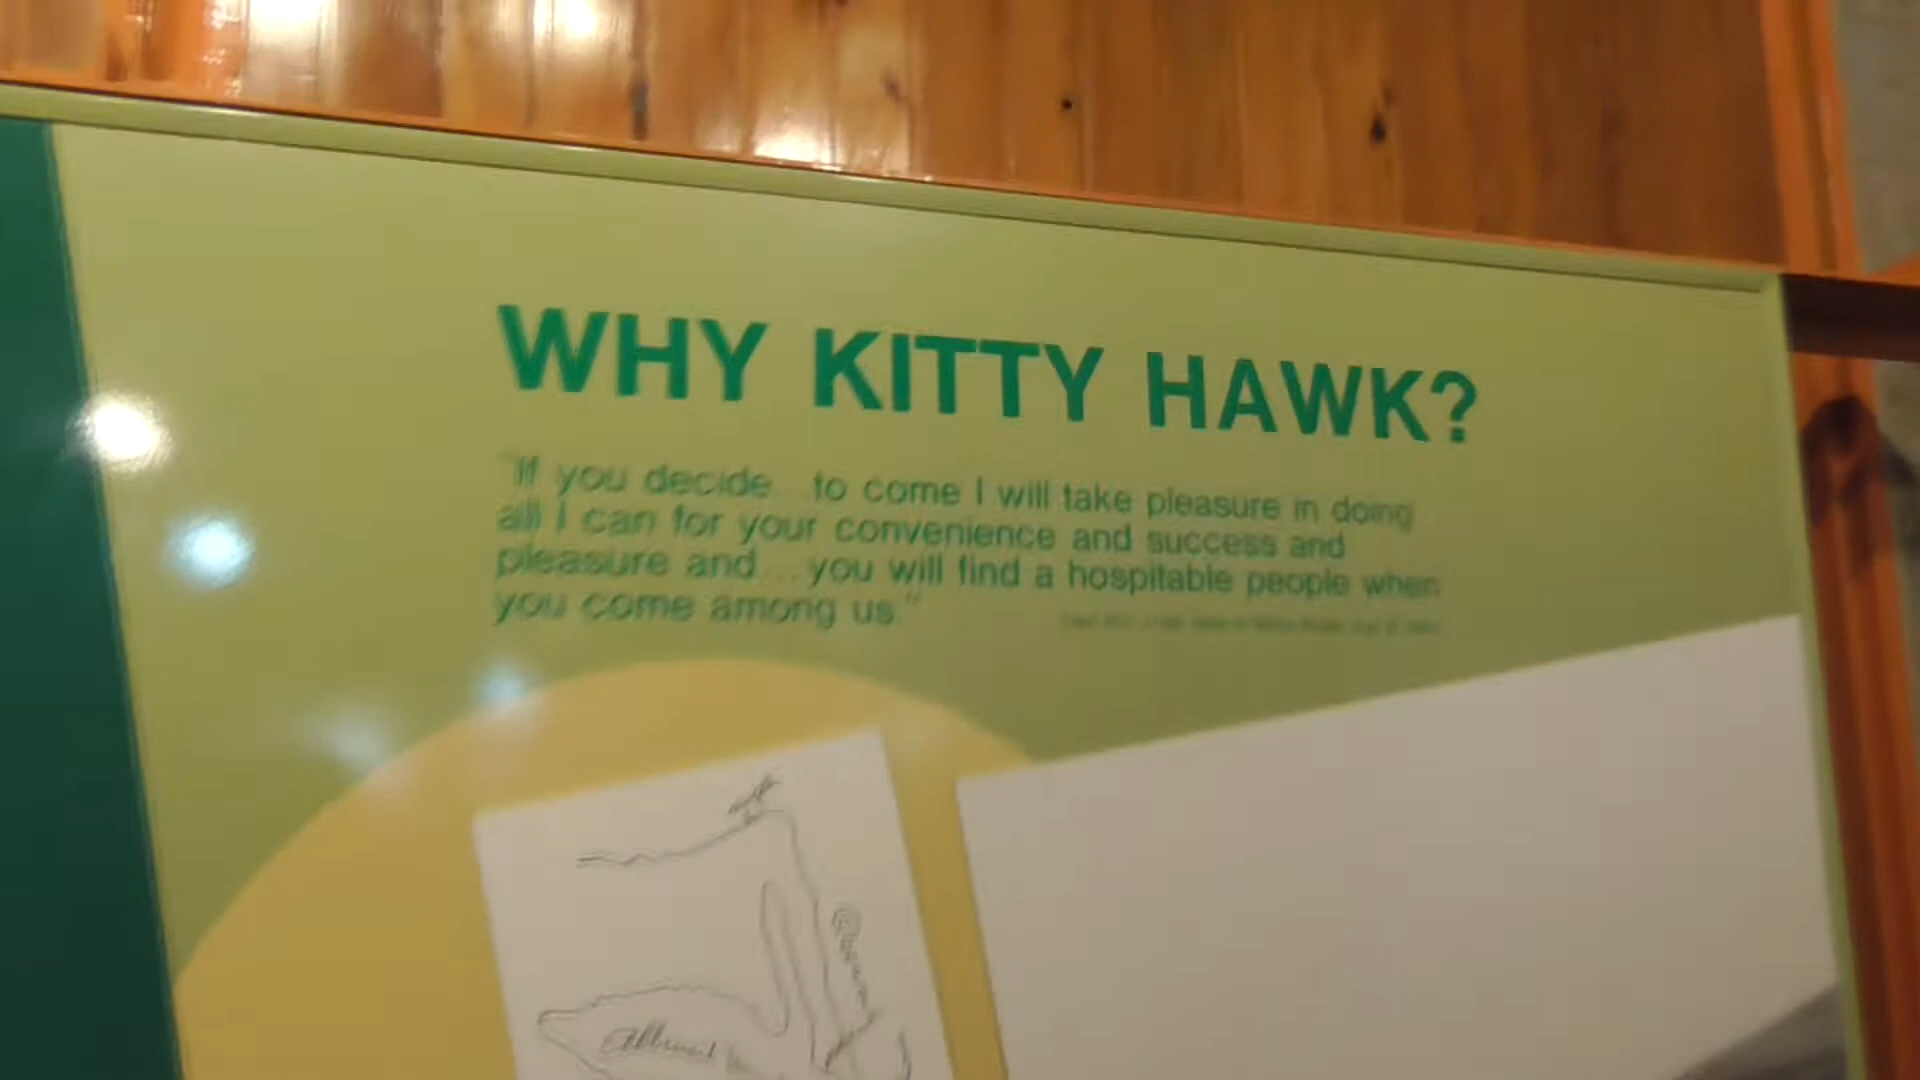 WHY KITTY HAWK?
"If you decide...to come I will take pleasure in doing
all I can for your convenience and success and
pleasure and...you will find a hospitable people when
you come among us."